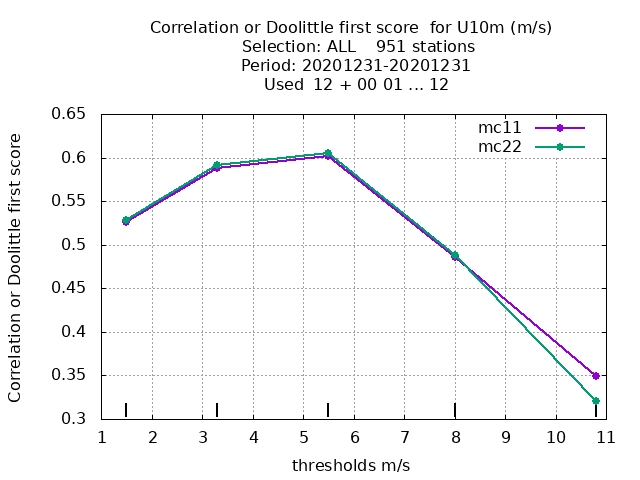 Correlation or Doolittle first score  for U10m (m/s)
Selection: ALL    951 stations
Period: 20201231-20201231
Used  12 + 00 01 ... 12
mc11
mc22
Correlation or Doolittle first score
0.65
0.6
0.55
0.5
0.45
0.4
0.35
0.3
1 2 3 4 5 6 7 8 9 10 11
thresholds m/s